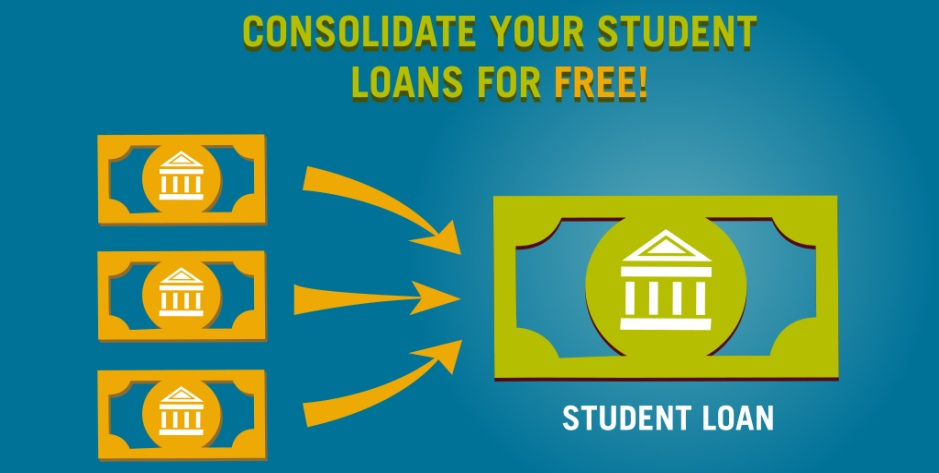 CONSOLIDATE YOUR STUDENT
LOANS FOR FREE!
STUDENT LOAN